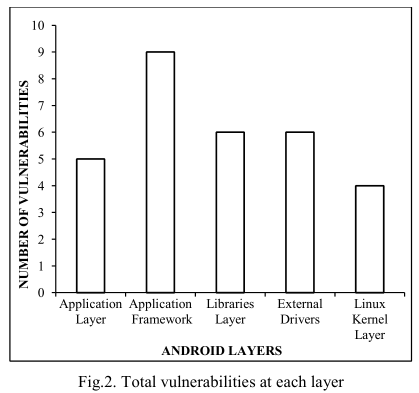 NUMBER OF VULNERABILITIES
10
9
8
7
6
5
4
3
2
1
0
Application Layer
Application Framework
Libraries Layer
External Drivers
Linux Kernel Layer
ANDROID LAYERS
Fig.2. Total vulnerabilities at each layer